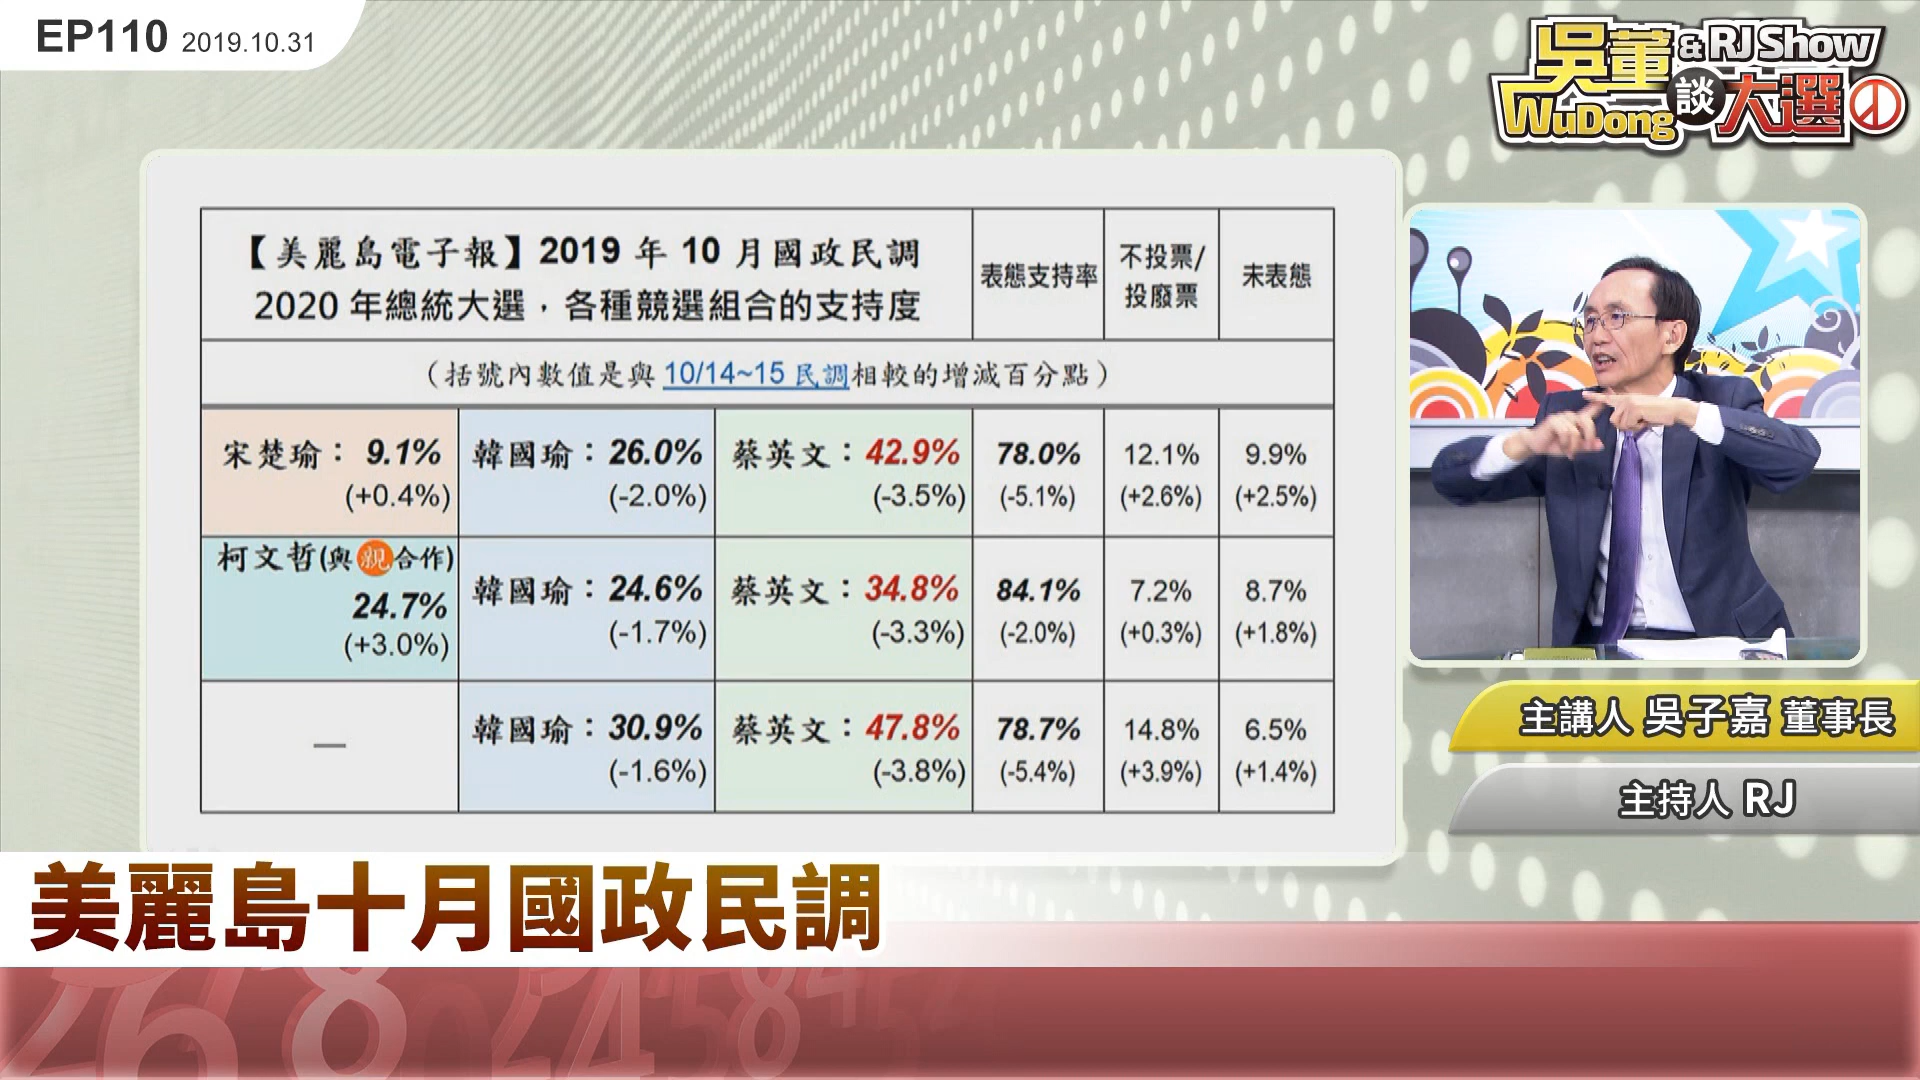 EP110 2019.10.31
吳董 & RJ Show
WuDong 談大選
【美麗島電子報】2019 年 10 月國政民調
2020 年總統大選，各種競選組合的支持度
表態支持率
不投票/
投廢票
未表態
（括號內數值是與 10/14~15 民調相較的增減百分點）
宋楚瑜： 9.1% 韓國瑜：26.0% 蔡英文：42.9% 78.0% 12.1% 9.9%
(+0.4%) (-2.0%) (-3.5%) (-5.1%) (+2.6%) (+2.5%)
柯文哲(與親合作)
24.7% 韓國瑜：24.6% 蔡英文：34.8% 84.1% 7.2% 8.7%
(+3.0%) (-1.7%) (-3.3%) (-2.0%) (+0.3%) (+1.8%)
— 韓國瑜：30.9% 蔡英文：47.8% 78.7% 14.8% 6.5%
(-1.6%) (-3.8%) (-5.4%) (+3.9%) (+1.4%)
主講人 吳子嘉 董事長
主持人 RJ
美麗島十月國政民調